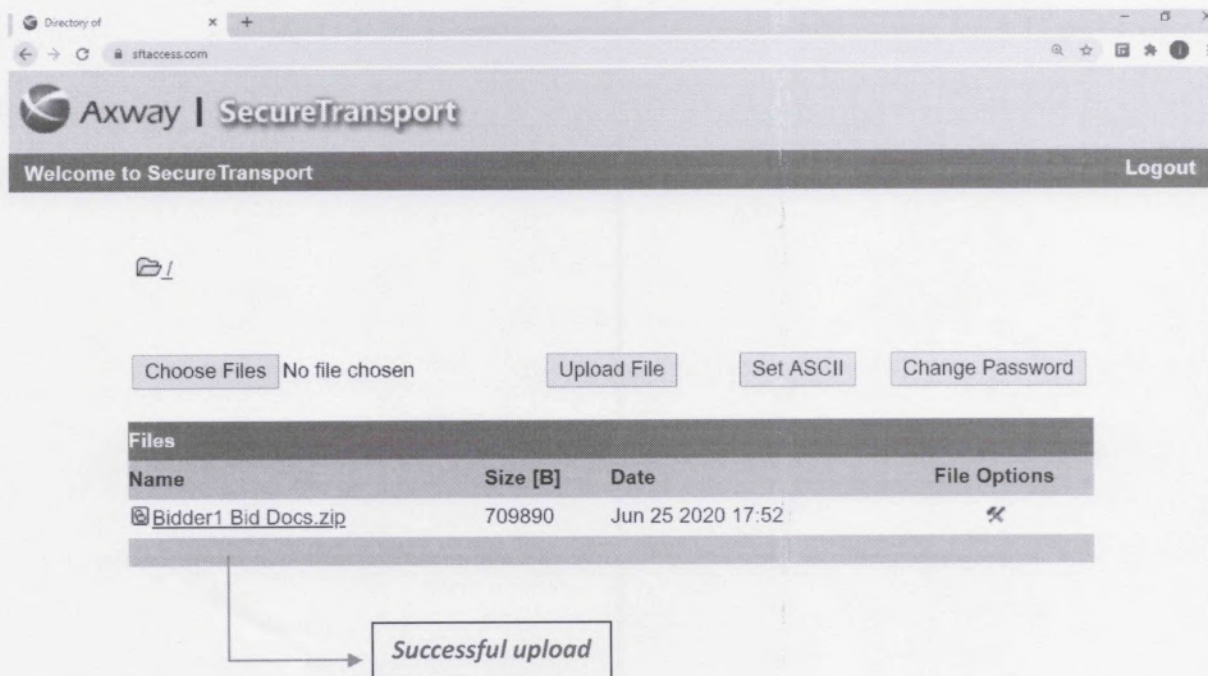 Directory of
sftaccess.com
Axway | SecureTransport
Welcome to SecureTransport Logout
/
Choose Files No file chosen Upload File Set ASCII Change Password
Files
Name Size [B] Date File Options
Bidder1 Bid Docs.zip 709890 Jun 25 2020 17:52
Successful upload